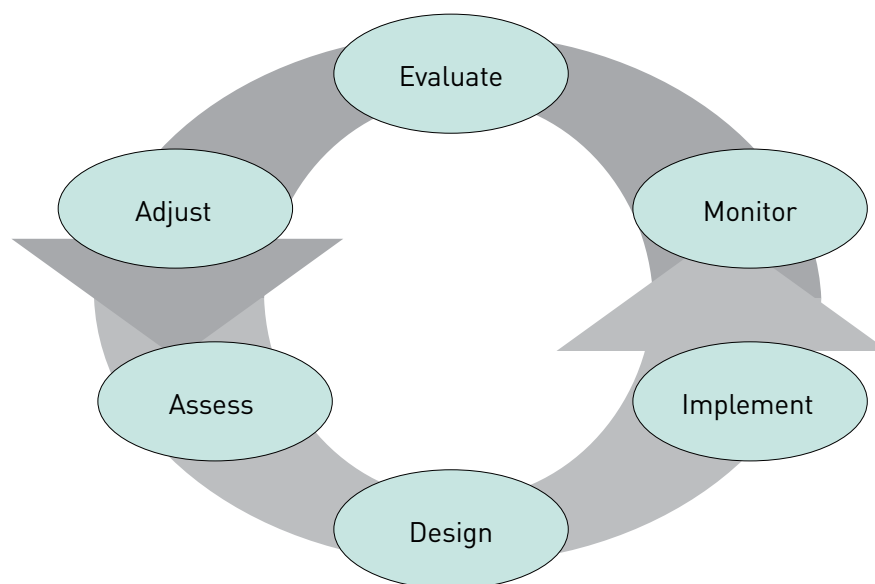 Evaluate
Adjust
Monitor
Assess
Implement
Design